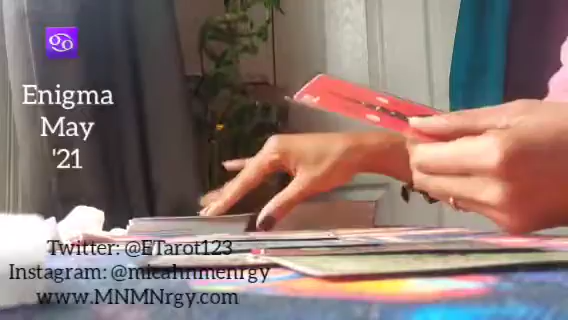 ♋
Enigma
May
'21
Twitter: @ETarot123
Instagram: @micahnmenrgy
www.MNMNrgy.com